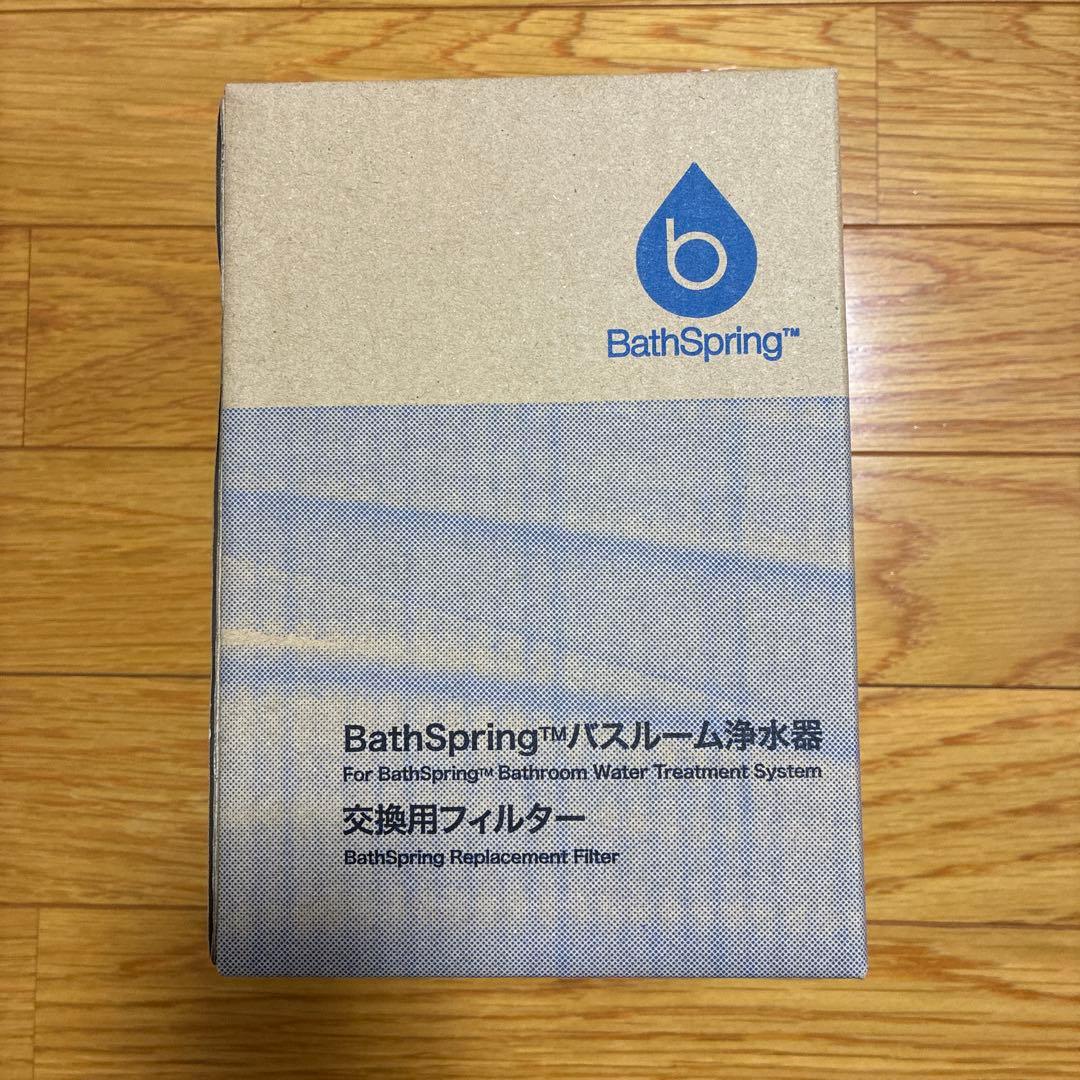 b
BathSpring™
BathSpring™バスルーム浄水器
For BathSpring™ Bathroom Water Treatment System
交換用フィルター
BathSpring Replacement Filter